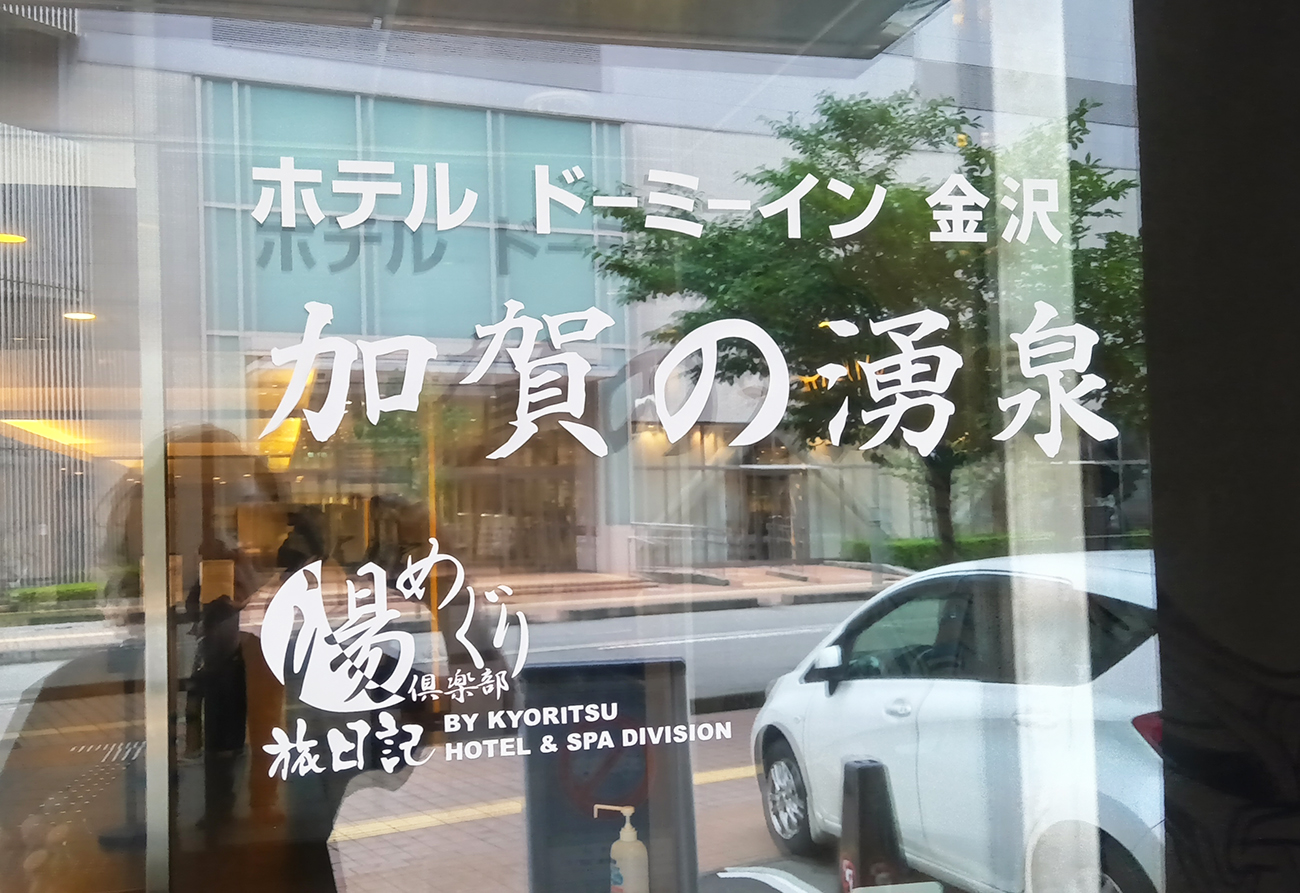 ホテル ドーミーイン 金沢
加賀の湧泉
湯めぐり
倶楽部
旅日記
BY KYORITSU
HOTEL & SPA DIVISION